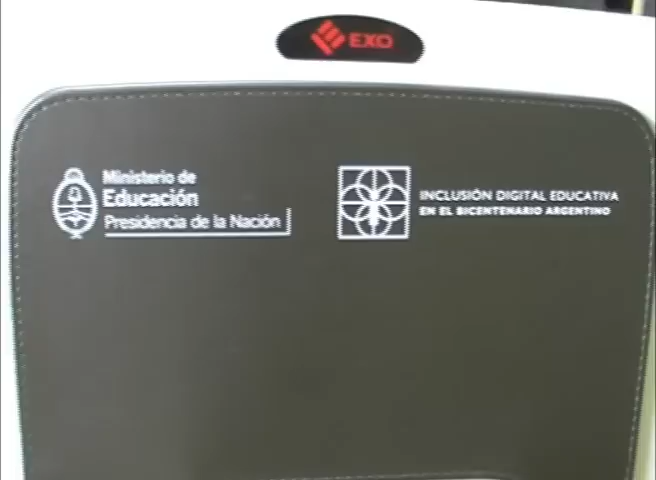 EXO
Ministerio de
Educación
Presidencia de la Nación
INCLUSIÓN DIGITAL EDUCATIVA
EN EL BICENTENARIO ARGENTINO